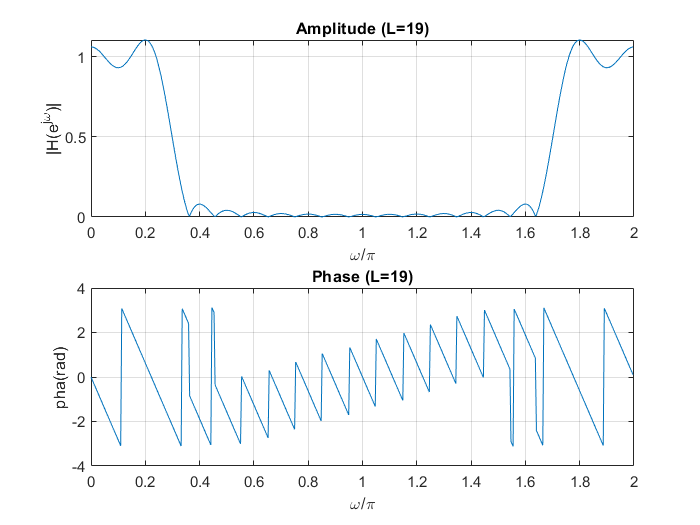 Amplitude (L=19)
|H(e^jω)|
1
0.5
0
0 0.2 0.4 0.6 0.8 1 1.2 1.4 1.6 1.8 2
ω/π
Phase (L=19)
pha(rad)
4
2
0
-2
-4
0 0.2 0.4 0.6 0.8 1 1.2 1.4 1.6 1.8 2
ω/π